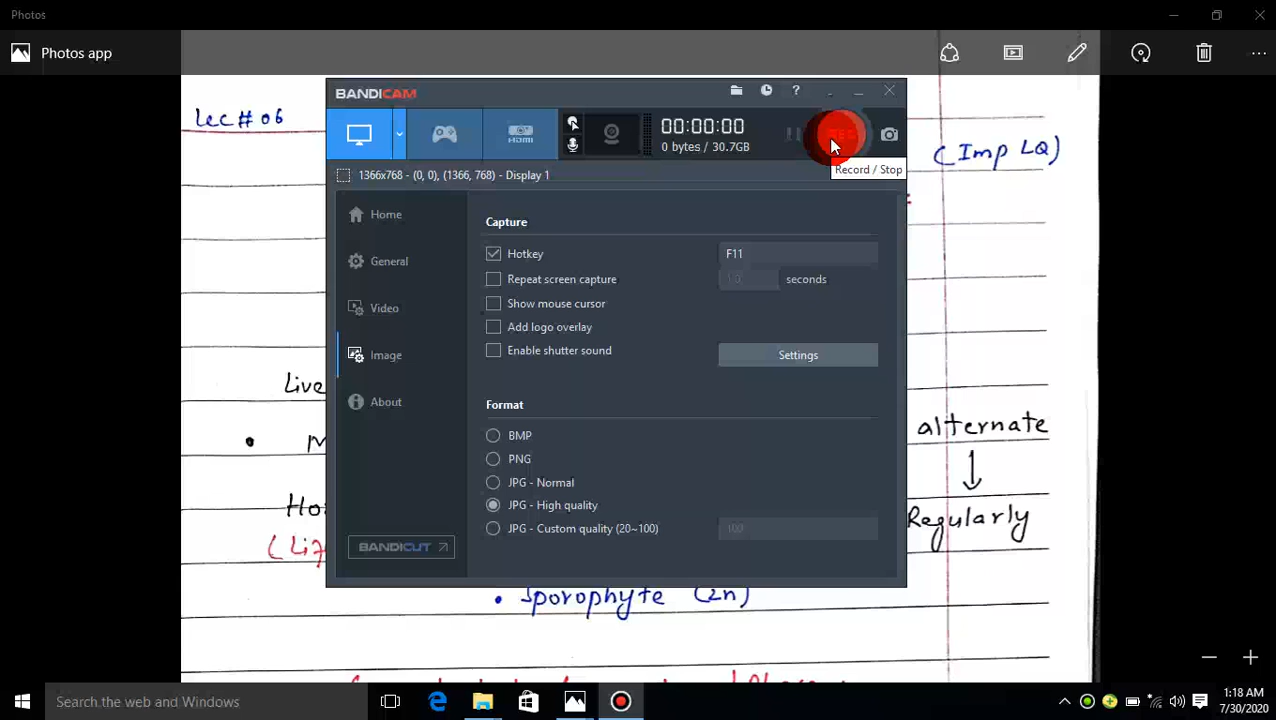 Photos
Photos app
Lec # 06
(Imp LQ)
BANDICAM
?
HDMI
00:00:00
0 bytes / 30.7GB
REC
Record / Stop
1366x768 - (0, 0), (1366, 768) - Display 1
Home
General
Video
Image
About
BANDICUT
Capture
Hotkey
F11
Repeat screen capture
seconds
Show mouse cursor
Add logo overlay
Enable shutter sound
Settings
Format
BMP
PNG
JPG - Normal
JPG - High quality
JPG - Custom quality (20~100)
100
Live
alternate
• M
Ho
Regularly
• Sporophyte (2n)
Search the web and Windows
1:18 AM
7/30/2020